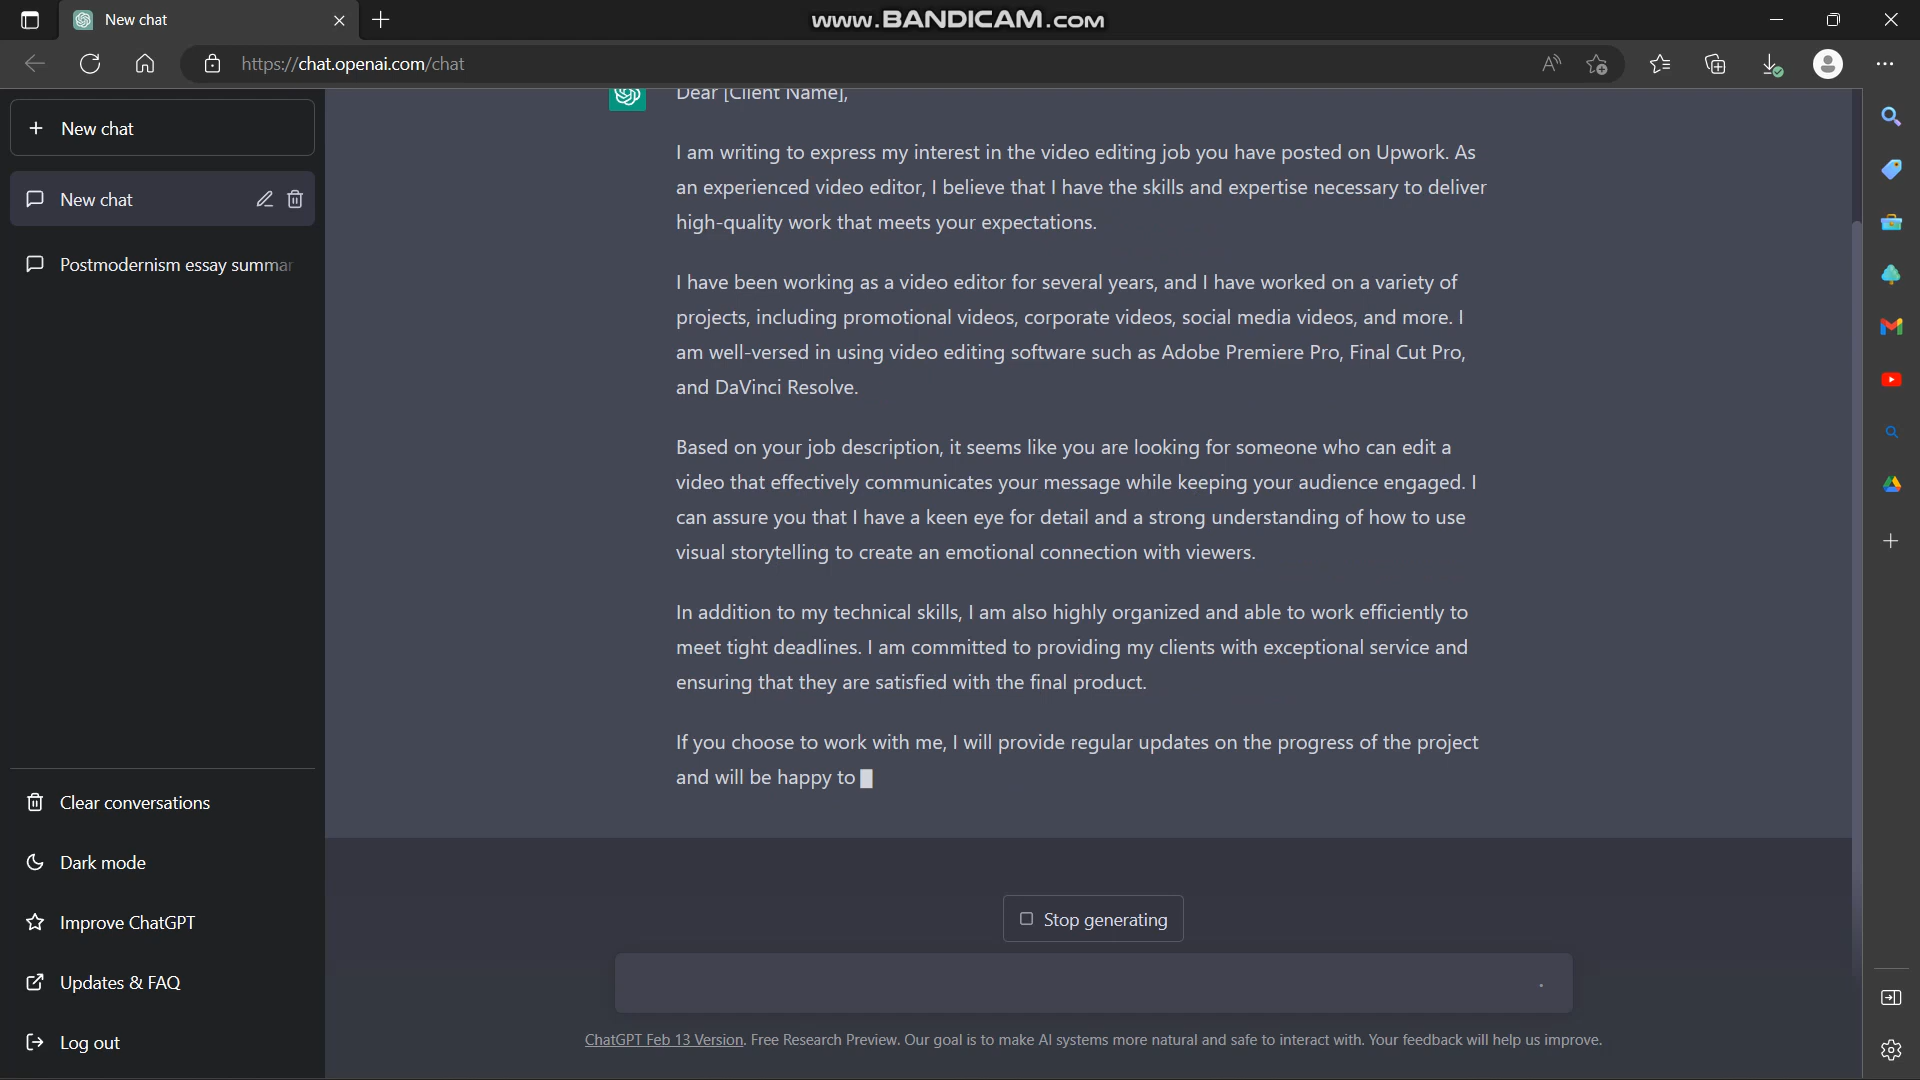 New chat
www.BANDICAM.com
https://chat.openai.com/chat
New chat
New chat
Postmodernism essay summar
Clear conversations
Dark mode
Improve ChatGPT
Updates & FAQ
Log out
Dear [Client Name],
I am writing to express my interest in the video editing job you have posted on Upwork. As
an experienced video editor, I believe that I have the skills and expertise necessary to deliver
high-quality work that meets your expectations.
I have been working as a video editor for several years, and I have worked on a variety of
projects, including promotional videos, corporate videos, social media videos, and more. I
am well-versed in using video editing software such as Adobe Premiere Pro, Final Cut Pro,
and DaVinci Resolve.
Based on your job description, it seems like you are looking for someone who can edit a
video that effectively communicates your message while keeping your audience engaged. I
can assure you that I have a keen eye for detail and a strong understanding of how to use
visual storytelling to create an emotional connection with viewers.
In addition to my technical skills, I am also highly organized and able to work efficiently to
meet tight deadlines. I am committed to providing my clients with exceptional service and
ensuring that they are satisfied with the final product.
If you choose to work with me, I will provide regular updates on the progress of the project
and will be happy to
Stop generating
ChatGPT Feb 13 Version. Free Research Preview. Our goal is to make AI systems more natural and safe to interact with. Your feedback will help us improve.